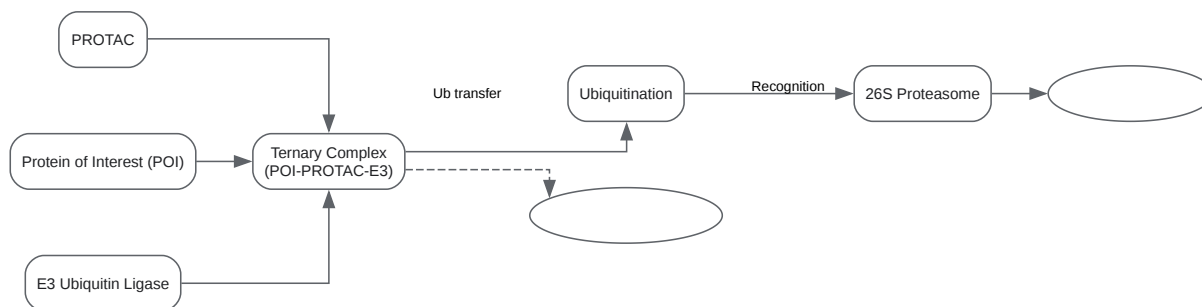 PROTAC
Ub transfer
Ubiquitination
Recognition
26S Proteasome
Protein of Interest (POI)
Ternary Complex
(POI-PROTAC-E3)
E3 Ubiquitin Ligase